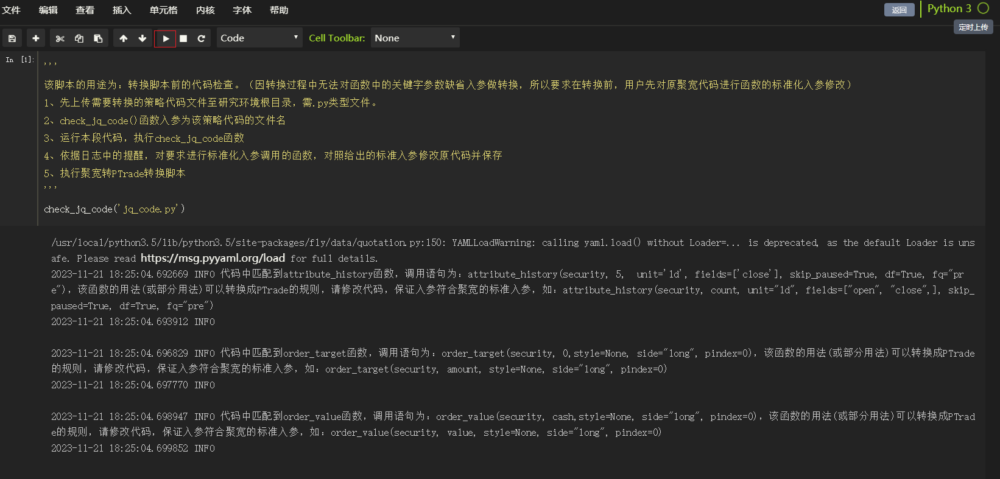 文件 编辑 查看 插入 单元格 内核 字体 帮助 返回 Python 3
定时上传
Code Cell Toolbar: None
In [1]: '''
该脚本的用途为：转换脚本前的代码检查。（因转换过程中无法对函数中的关键字参数缺省入参做转换，所以要求在转换前，用户先对原聚宽代码进行函数的标准化入参修改）
1、先上传需要转换的策略代码文件至研究环境根目录，需.py类型文件。
2、check_jq_code()函数入参为该策略代码的文件名
3、运行本段代码，执行check_jq_code函数
4、依据日志中的提醒，对要求进行标准化入参调用的函数，对照给出的标准入参修改原代码并保存
5、执行聚宽转PTrade转换脚本
'''
check_jq_code('jq_code.py')
/usr/local/python3.5/lib/python3.5/site-packages/fly/data/quotation.py:150: YAMLLoadWarning: calling yaml.load() without Loader=... is deprecated, as the default Loader is uns
afe. Please read https://msg.pyyaml.org/load for full details.
2023-11-21 18:25:04.692669 INFO 代码中匹配到attribute_history函数，调用语句为：attribute_history(security, 5,  unit='1d', fields=['close'], skip_paused=True, df=True, fq="pr
e")，该函数的用法(或部分用法)可以转换成PTrade的规则，请修改代码，保证入参符合聚宽的标准入参，如：attribute_history(security, count, unit="1d", fields=["open", "close",], skip_
paused=True, df=True, fq="pre")
2023-11-21 18:25:04.693912 INFO
2023-11-21 18:25:04.696829 INFO 代码中匹配到order_target函数，调用语句为：order_target(security, 0,style=None, side="long", pindex=0)，该函数的用法(或部分用法)可以转换成PTrade
的规则，请修改代码，保证入参符合聚宽的标准入参，如：order_target(security, amount, style=None, side="long", pindex=0)
2023-11-21 18:25:04.697770 INFO
2023-11-21 18:25:04.698947 INFO 代码中匹配到order_value函数，调用语句为：order_value(security, cash,style=None, side="long", pindex=0)，该函数的用法(或部分用法)可以转换成PTrad
e的规则，请修改代码，保证入参符合聚宽的标准入参，如：order_value(security, value, style=None, side="long", pindex=0)
2023-11-21 18:25:04.699852 INFO